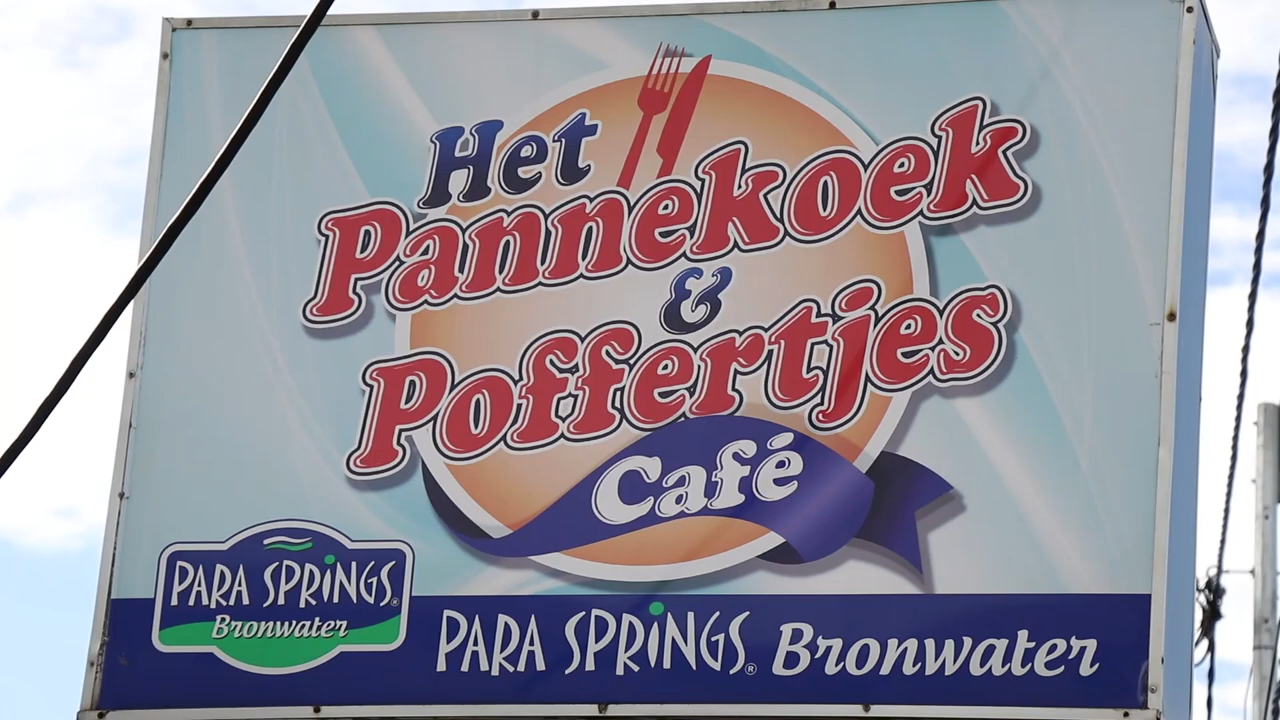 Het
Pannekoek
&
Poffertjes
Café
PARA SPRiNGS®
Bronwater
PARA SPRiNGS® Bronwater